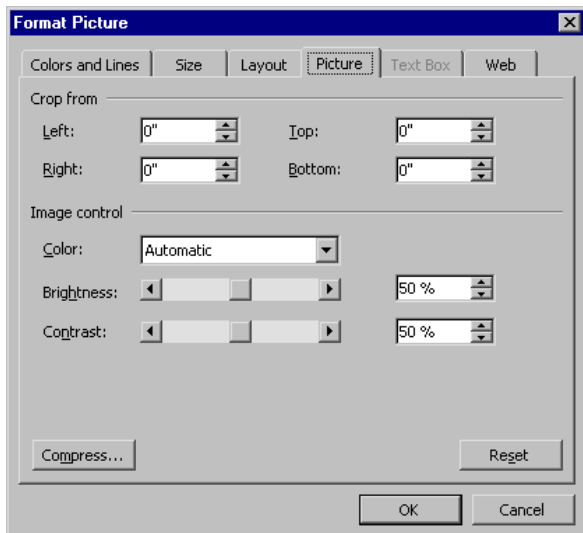 Format Picture
Colors and Lines Size Layout Picture Text Box Web
Crop from
Left: 0" Top: 0"
Right: 0" Bottom: 0"
Image control
Color: Automatic
Brightness: 50 %
Contrast: 50 %
Compress... Reset
OK Cancel